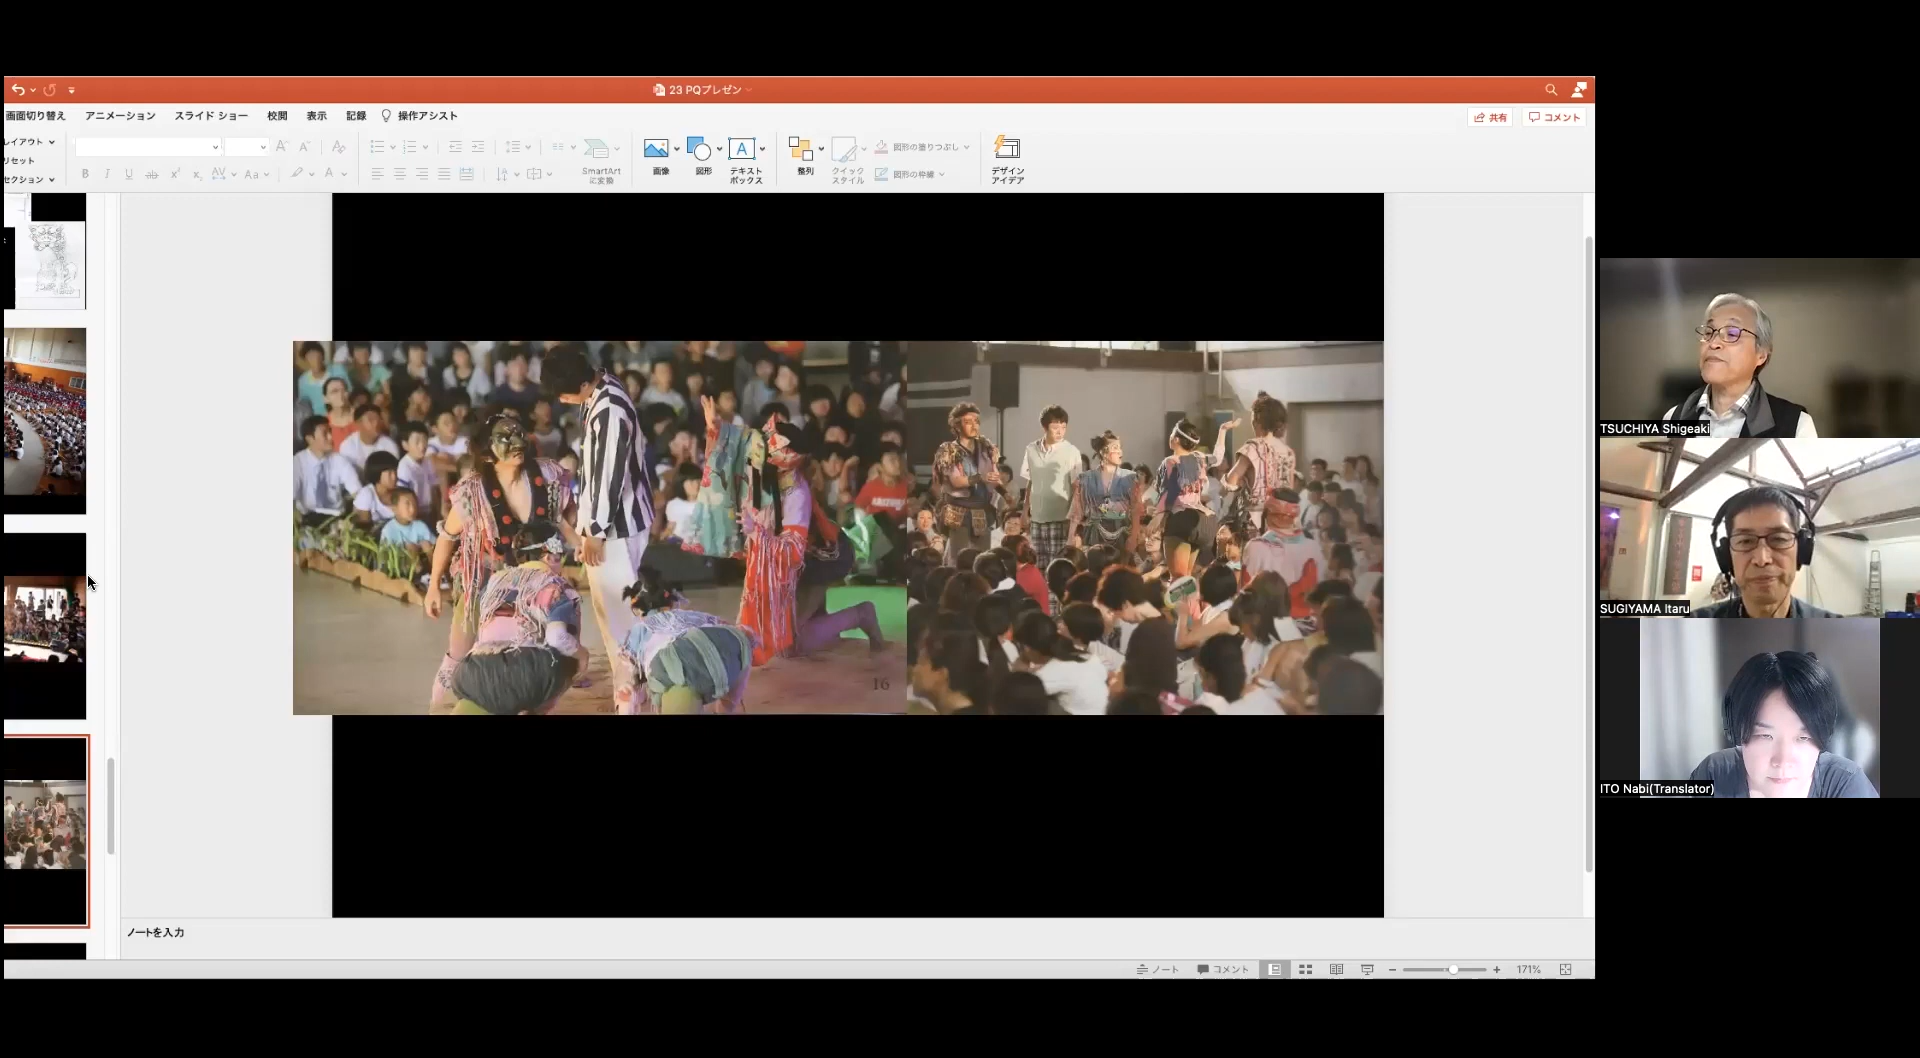 23 PQプレゼン
画面切り替え アニメーション スライド ショー 校閲 表示 記録 操作アシスト
共有 コメント
レイアウト
リセット
セクション
SmartArt
に変換
画像
図形
テキスト
ボックス
整列
クイック
スタイル
図形の塗りつぶし
図形の枠線
デザイン
アイデア
16
TSUCHIYA Shigeaki
SUGIYAMA Itaru
ITO Nabi(Translator)
ノートを入力
ノート コメント 171%